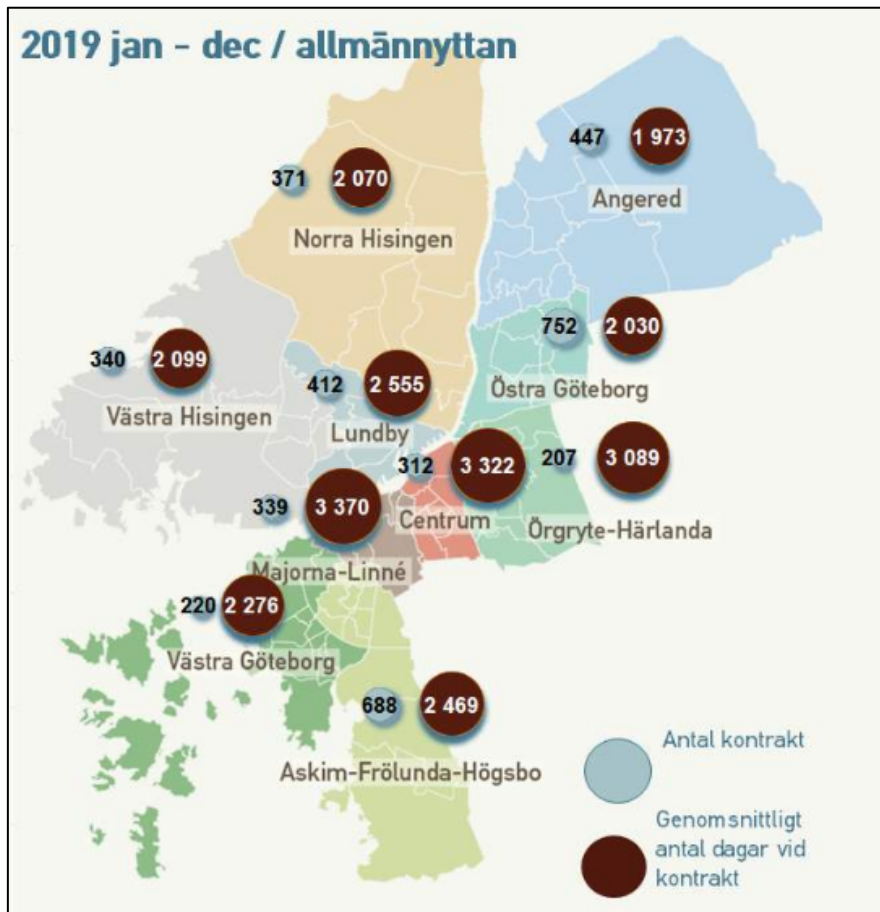 2019 jan - dec / allmännyttan
447
1 973
Angered
371
2 070
Norra Hisingen
752
2 030
Östra Göteborg
340
2 099
Västra Hisingen
412
2 555
Lundby
312
3 322
Centrum
207
3 089
Örgryte-Härlanda
339
3 370
Majorna-Linné
220
2 276
Västra Göteborg
688
2 469
Askim-Frölunda-Högsbo
Antal kontrakt
Genomsnittligt
antal dagar vid
kontrakt